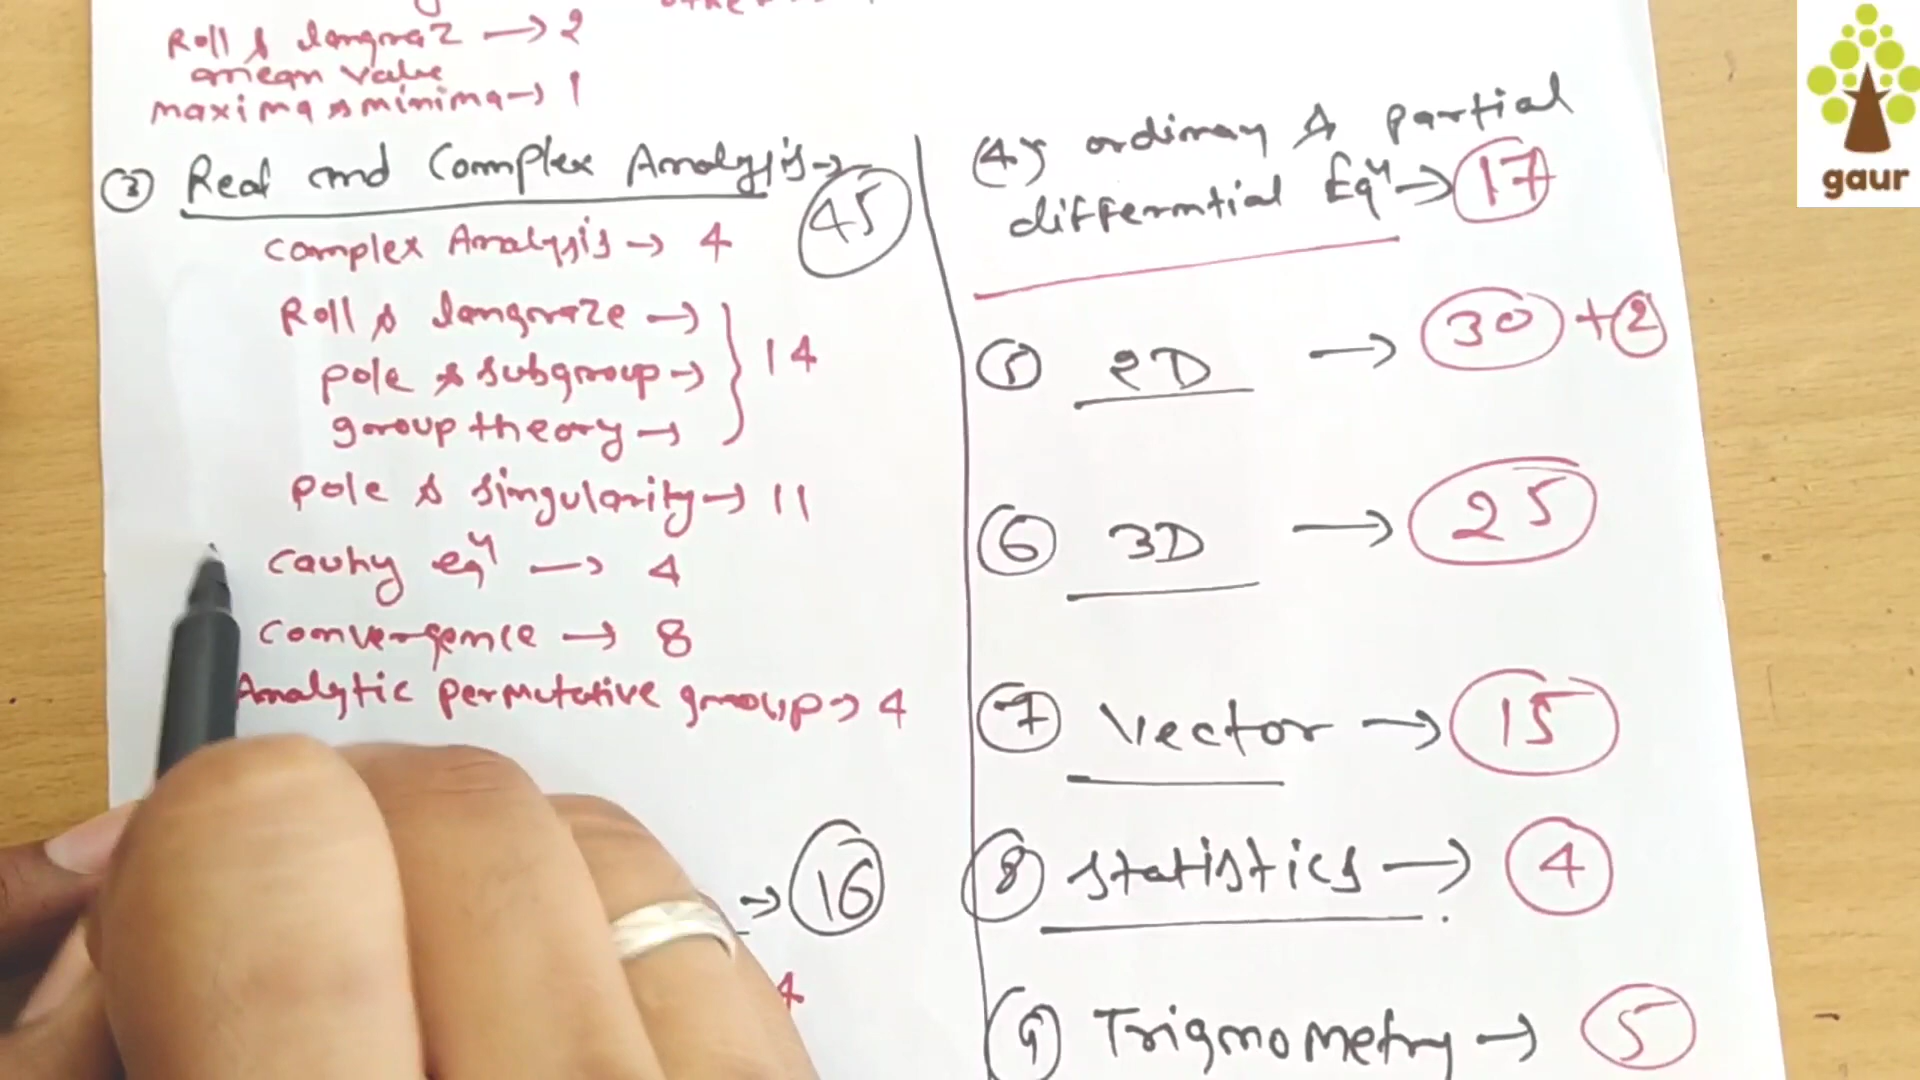 Roll & langraz → 2
mean value
maxima & minima → 1
③ Real and Complex Analysis → 45
complex Analysis → 4
Roll & langraze →
pole & subgroup → } 14
group theory →
pole & singularity → 11
cauhy eqn → 4
convergence → 8
Analytic permutative group → 4
→ 16
4
(4) ordinary & partial
differential Eqn → 17
⑤ 2D → 30 + 2
⑥ 3D → 25
⑦ Vector → 15
⑧ statistics → 4
⑨ Trignometry → 5
gaur